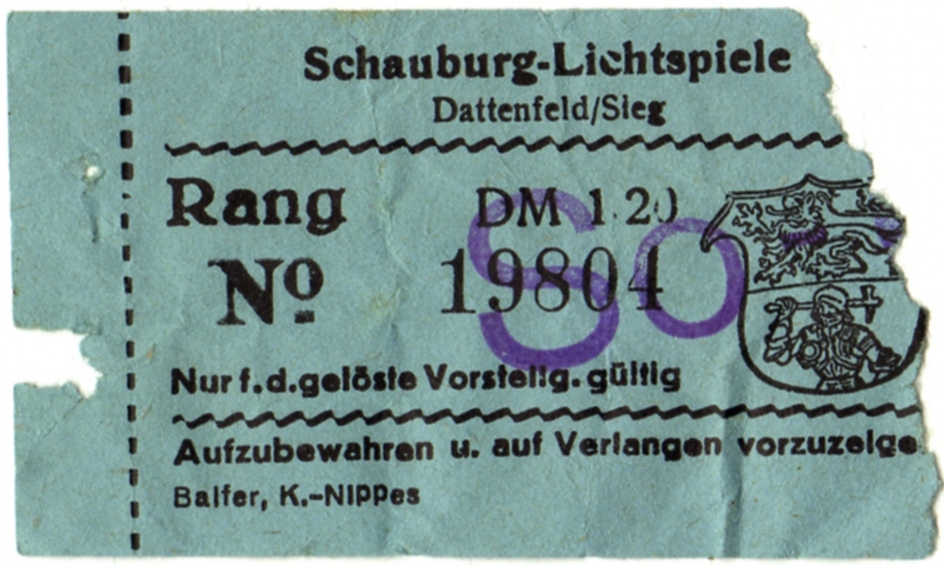 Schauburg-Lichtspiele
Dattenfeld/Sieg
Rang DM 1.20
So
Nº 19804
Nur f.d.gelöste Vorstellg.gültig
Aufzubewahren u. auf Verlangen vorzuzeige
Balfer, K.-Nippes